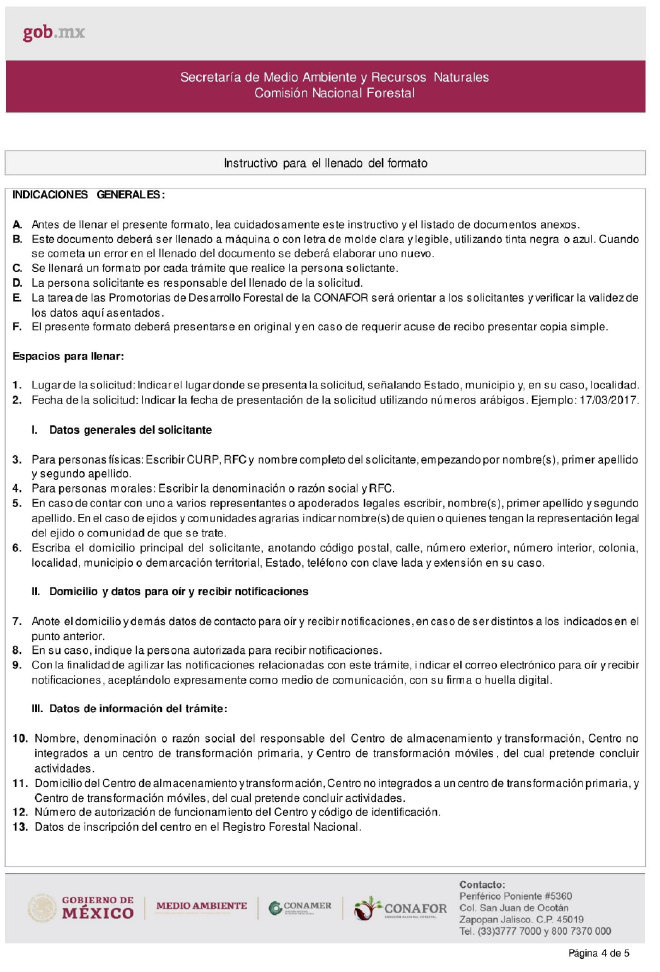 gob.mx
Secretaría de Medio Ambiente y Recursos Naturales
Comisión Nacional Forestal
Instructivo para el llenado del formato
INDICACIONES GENERALES:
A. Antes de llenar el presente formato, lea cuidadosamente este instructivo y el listado de documentos anexos.
B. Este documento deberá ser llenado a máquina o con letra de molde clara y legible, utilizando tinta negra o azul. Cuando
se cometa un error en el llenado del documento se deberá elaborar uno nuevo.
C. Se llenará un formato por cada trámite que realice la persona solictante.
D. La persona solicitante es responsable del llenado de la solicitud.
E. La tarea de las Promotorias de Desarrollo Forestal de la CONAFOR será orientar a los solicitantes y verificar la validez de
los datos aquí asentados.
F. El presente formato deberá presentarse en original y en caso de requerir acuse de recibo presentar copia simple.
Espacios para llenar:
1. Lugar de la solicitud: Indicar el lugar donde se presenta la solicitud, señalando Estado, municipio y, en su caso, localidad.
2. Fecha de la solicitud: Indicar la fecha de presentación de la solicitud utilizando números arábigos. Ejemplo: 17/03/2017.
I. Datos generales del solicitante
3. Para personas físicas: Escribir CURP, RFC y nombre completo del solicitante, empezando por nombre(s), primer apellido
y segundo apellido.
4. Para personas morales: Escribir la denominación o razón social y RFC.
5. En caso de contar con uno a varios representantes o apoderados legales escribir, nombre(s), primer apellido y segundo
apellido. En el caso de ejidos y comunidades agrarias indicar nombre(s) de quien o quienes tengan la representación legal
del ejido o comunidad de que se trate.
6. Escriba el domicilio principal del solicitante, anotando código postal, calle, número exterior, número interior, colonia,
localidad, municipio o demarcación territorial, Estado, teléfono con clave lada y extensión en su caso.
II. Domicilio y datos para oír y recibir notificaciones
7. Anote el domicilio y demás datos de contacto para oír y recibir notificaciones, en caso de ser distintos a los indicados en el
punto anterior.
8. En su caso, indique la persona autorizada para recibir notificaciones.
9. Con la finalidad de agilizar las notificaciones relacionadas con este trámite, indicar el correo electrónico para oír y recibir
notificaciones, aceptándolo expresamente como medio de comunicación, con su firma o huella digital.
III. Datos de información del trámite:
10. Nombre, denominación o razón social del responsable del Centro de almacenamiento y transformación, Centro no
integrados a un centro de transformación primaria, y Centro de transformación móviles, del cual pretende concluir
actividades.
11. Domicilio del Centro de almacenamiento y transformación, Centro no integrados a un centro de transformación primaria, y
Centro de transformación móviles, del cual pretende concluir actividades.
12. Número de autorización de funcionamiento del Centro y código de identificación.
13. Datos de inscripción del centro en el Registro Forestal Nacional.
GOBIERNO DE
MÉXICO
MEDIO AMBIENTE
CONAMER
CONAFOR
Contacto:
Periférico Poniente #5360
Col. San Juan de Ocotán
Zapopan Jalisco. C.P. 45019
Tel. (33)3777 7000 y 800 7370 000
Página 4 de 5